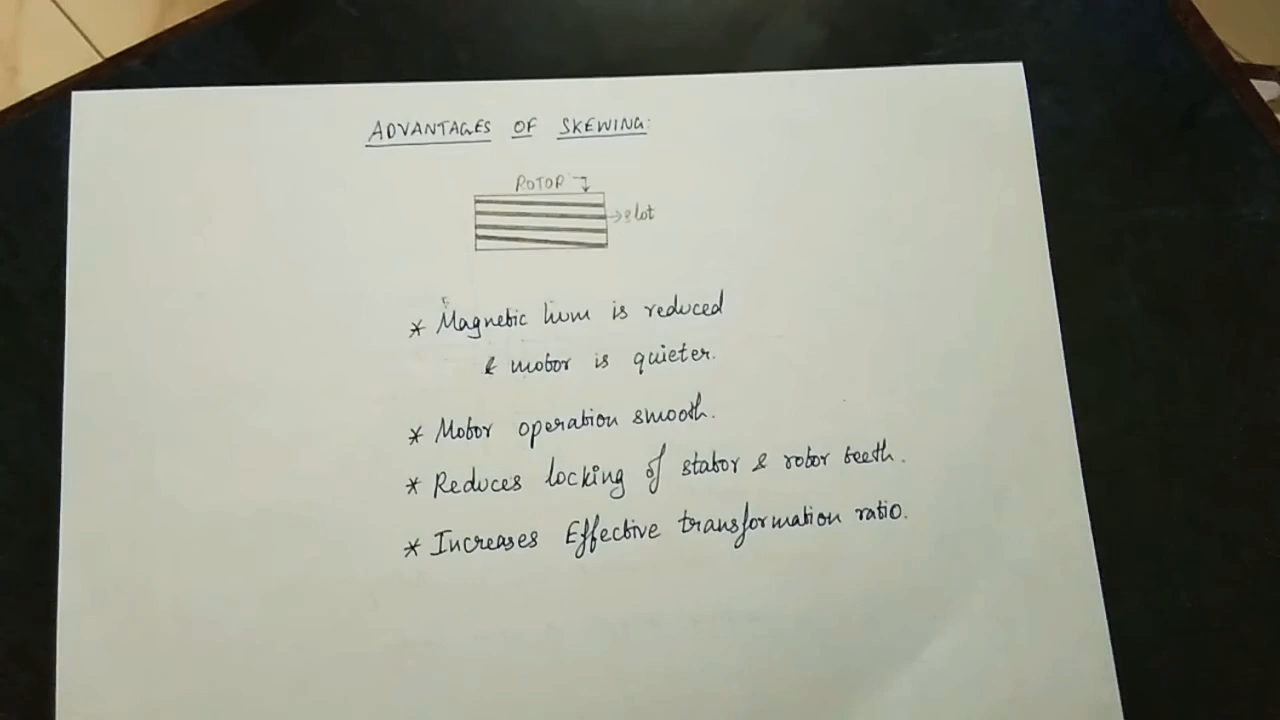 ADVANTAGES OF SKEWING:
ROTOR
slot
* Magnetic hum is reduced
& motor is quieter.
* Motor operation smooth.
* Reduces locking of stator & rotor teeth.
* Increases Effective transformation ratio.